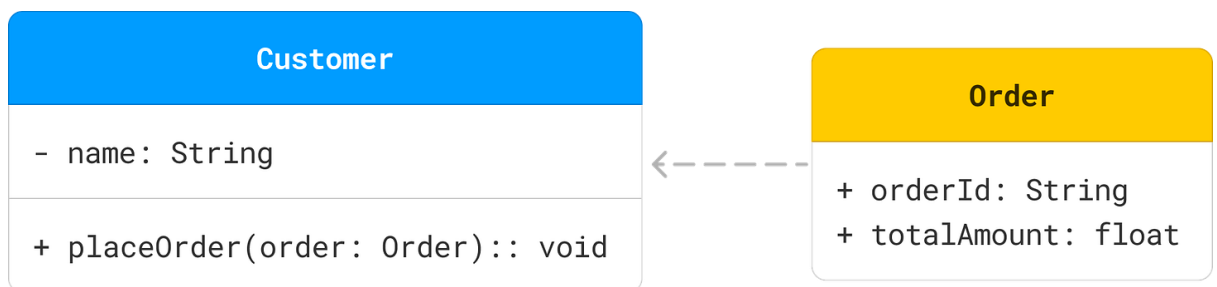 Customer
- name: String
+ placeOrder(order: Order):: void
Order
+ orderId: String
+ totalAmount: float